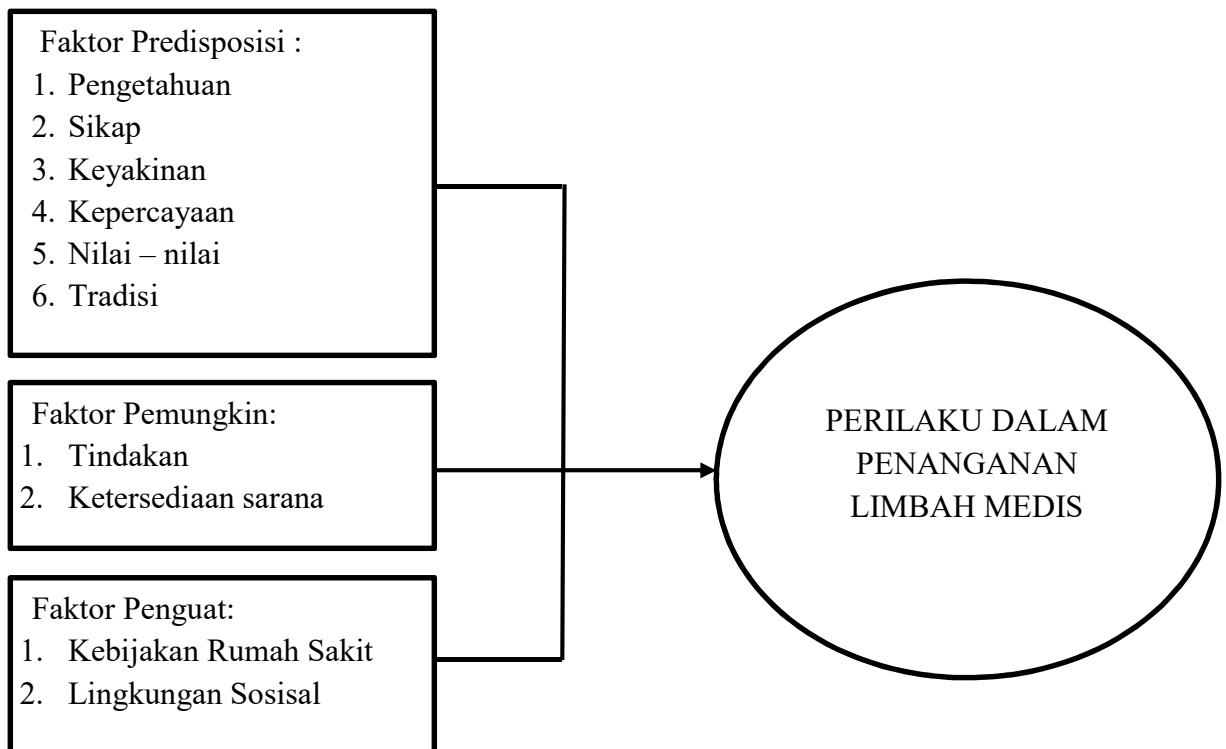 Faktor Predisposisi :
1. Pengetahuan
2. Sikap
3. Keyakinan
4. Kepercayaan
5. Nilai – nilai
6. Tradisi
Faktor Pemungkin:
1. Tindakan
2. Ketersediaan sarana
Faktor Penguat:
1. Kebijakan Rumah Sakit
2. Lingkungan Sosisal
PERILAKU DALAM
PENANGANAN
LIMBAH MEDIS